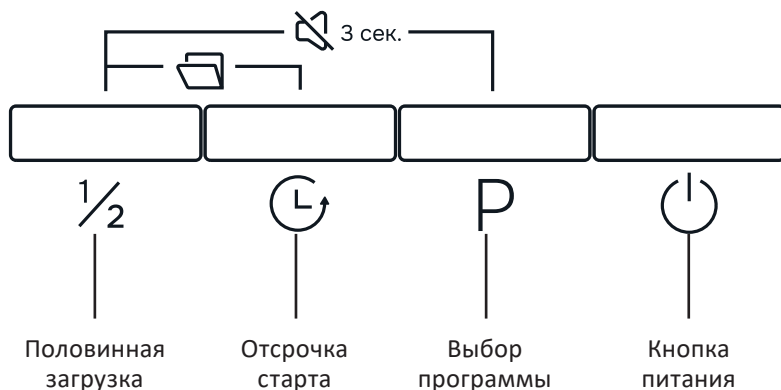 3 сек.
1/2
P
Половинная
загрузка
Отсрочка
старта
Выбор
программы
Кнопка
питания